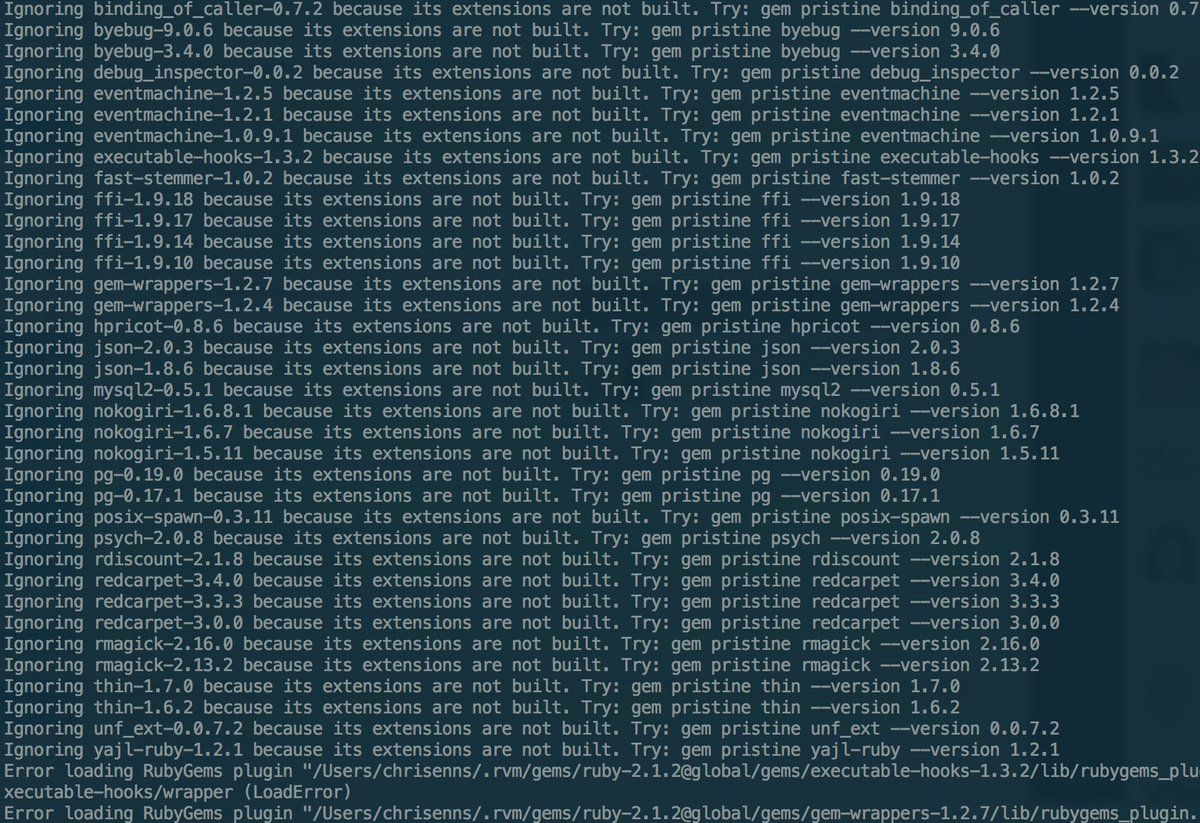 Ignoring binding_of_caller-0.7.2 because its extensions are not built. Try: gem pristine binding_of_caller --version 0.7
Ignoring byebug-9.0.6 because its extensions are not built. Try: gem pristine byebug --version 9.0.6
Ignoring byebug-3.4.0 because its extensions are not built. Try: gem pristine byebug --version 3.4.0
Ignoring debug_inspector-0.0.2 because its extensions are not built. Try: gem pristine debug_inspector --version 0.0.2
Ignoring eventmachine-1.2.5 because its extensions are not built. Try: gem pristine eventmachine --version 1.2.5
Ignoring eventmachine-1.2.1 because its extensions are not built. Try: gem pristine eventmachine --version 1.2.1
Ignoring eventmachine-1.0.9.1 because its extensions are not built. Try: gem pristine eventmachine --version 1.0.9.1
Ignoring executable-hooks-1.3.2 because its extensions are not built. Try: gem pristine executable-hooks --version 1.3.2
Ignoring fast-stemmer-1.0.2 because its extensions are not built. Try: gem pristine fast-stemmer --version 1.0.2
Ignoring ffi-1.9.18 because its extensions are not built. Try: gem pristine ffi --version 1.9.18
Ignoring ffi-1.9.17 because its extensions are not built. Try: gem pristine ffi --version 1.9.17
Ignoring ffi-1.9.14 because its extensions are not built. Try: gem pristine ffi --version 1.9.14
Ignoring ffi-1.9.10 because its extensions are not built. Try: gem pristine ffi --version 1.9.10
Ignoring gem-wrappers-1.2.7 because its extensions are not built. Try: gem pristine gem-wrappers --version 1.2.7
Ignoring gem-wrappers-1.2.4 because its extensions are not built. Try: gem pristine gem-wrappers --version 1.2.4
Ignoring hpricot-0.8.6 because its extensions are not built. Try: gem pristine hpricot --version 0.8.6
Ignoring json-2.0.3 because its extensions are not built. Try: gem pristine json --version 2.0.3
Ignoring json-1.8.6 because its extensions are not built. Try: gem pristine json --version 1.8.6
Ignoring mysql2-0.5.1 because its extensions are not built. Try: gem pristine mysql2 --version 0.5.1
Ignoring nokogiri-1.6.8.1 because its extensions are not built. Try: gem pristine nokogiri --version 1.6.8.1
Ignoring nokogiri-1.6.7 because its extensions are not built. Try: gem pristine nokogiri --version 1.6.7
Ignoring nokogiri-1.5.11 because its extensions are not built. Try: gem pristine nokogiri --version 1.5.11
Ignoring pg-0.19.0 because its extensions are not built. Try: gem pristine pg --version 0.19.0
Ignoring pg-0.17.1 because its extensions are not built. Try: gem pristine pg --version 0.17.1
Ignoring posix-spawn-0.3.11 because its extensions are not built. Try: gem pristine posix-spawn --version 0.3.11
Ignoring psych-2.0.8 because its extensions are not built. Try: gem pristine psych --version 2.0.8
Ignoring rdiscount-2.1.8 because its extensions are not built. Try: gem pristine rdiscount --version 2.1.8
Ignoring redcarpet-3.4.0 because its extensions are not built. Try: gem pristine redcarpet --version 3.4.0
Ignoring redcarpet-3.3.3 because its extensions are not built. Try: gem pristine redcarpet --version 3.3.3
Ignoring redcarpet-3.0.0 because its extensions are not built. Try: gem pristine redcarpet --version 3.0.0
Ignoring rmagick-2.16.0 because its extensions are not built. Try: gem pristine rmagick --version 2.16.0
Ignoring rmagick-2.13.2 because its extensions are not built. Try: gem pristine rmagick --version 2.13.2
Ignoring thin-1.7.0 because its extensions are not built. Try: gem pristine thin --version 1.7.0
Ignoring thin-1.6.2 because its extensions are not built. Try: gem pristine thin --version 1.6.2
Ignoring unf_ext-0.0.7.2 because its extensions are not built. Try: gem pristine unf_ext --version 0.0.7.2
Ignoring yajl-ruby-1.2.1 because its extensions are not built. Try: gem pristine yajl-ruby --version 1.2.1
Error loading RubyGems plugin "/Users/chrisenns/.rvm/gems/ruby-2.1.2@global/gems/executable-hooks-1.3.2/lib/rubygems_plu
xecutable-hooks/wrapper (LoadError)
Error loading RubyGems plugin "/Users/chrisenns/.rvm/gems/ruby-2.1.2@global/gems/gem-wrappers-1.2.7/lib/rubygems_plugin.